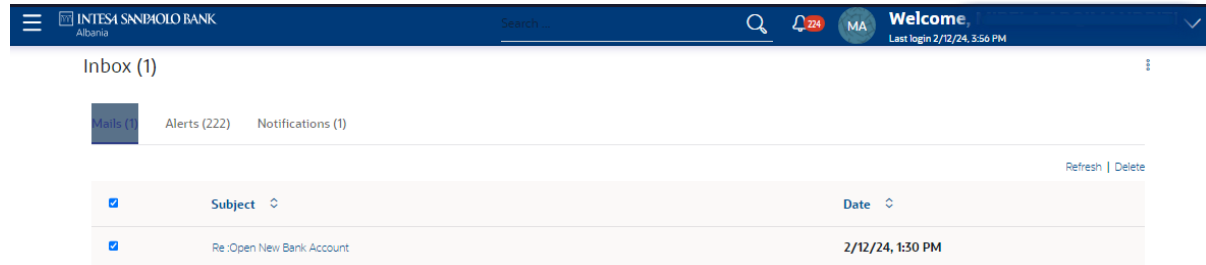 INTESA SANPAOLO BANK
Albania
Search...
224
MA
Welcome,
Last login 2/12/24, 3:56 PM
Inbox (1)
Mails (1) Alerts (222) Notifications (1)
Refresh | Delete
Subject Date
Re :Open New Bank Account 2/12/24, 1:30 PM